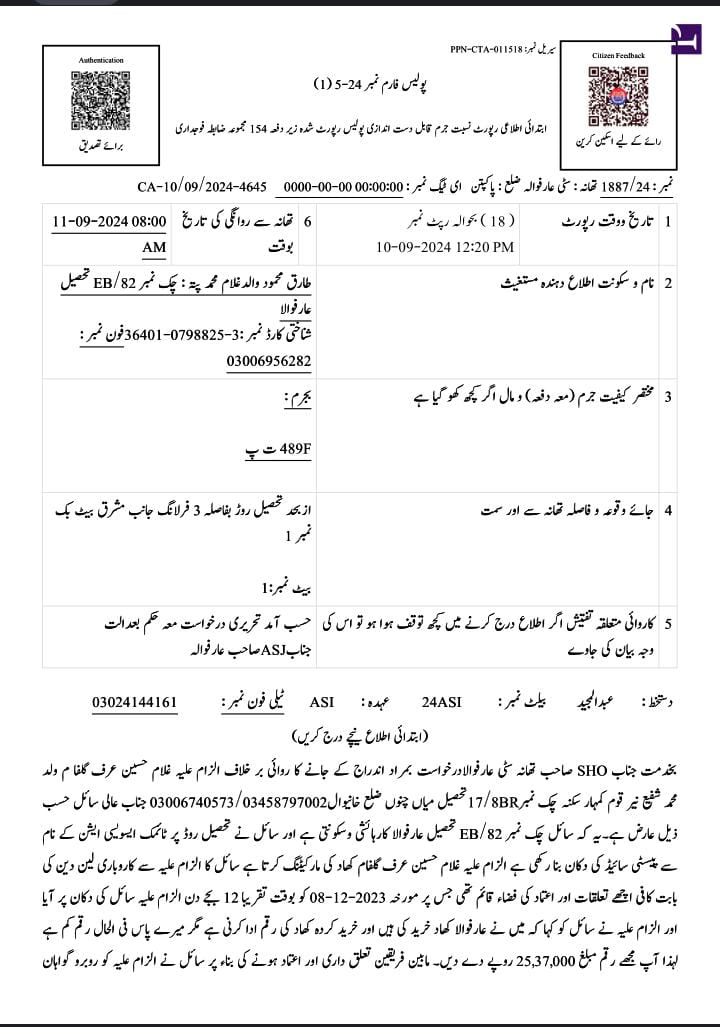 سیریل نمبر: PPN-CTA-011518
Authentication
برائے تصدیق
Citizen Feedback
رائے کے لیے اسکین کریں
پولیس فارم نمبر 24-5 (1)
ابتدائی اطلاعی رپورٹ نسبت جرم قابل دست اندازی پولیس رپورٹ شدہ زیر دفعہ 154 مجموعہ ضابطہ فوجداری
نمبر: 1887/24 تھانہ: سٹی عارفوالہ ضلع: پاکپتن ای ٹیگ نمبر: 00:00:00 00-00-0000 CA-10/09/2024-4645
1 تاریخ ووقت رپورٹ (18) بحوالہ رپٹ نمبر
10-09-2024 12:20 PM
6 تھانہ سے روانگی کی تاریخ بوقت
11-09-2024 08:00
AM
2 نام و سکونت اطلاع دہندہ مستغیث
طارق محمود والد غلام محمد پتہ: چک نمبر 82/EB تحصیل
عارفوالا
شناختی کارڈ نمبر: 36401-0798825-3 فون نمبر:
03006956282
3 مختصر کیفیت جرم (معہ دفعہ) و مال اگر کچھ کھو گیا ہے
بجرم:
489F ت پ
4 جائے وقوعہ و فاصلہ تھانہ سے اور سمت
از بحد تحصیل روڑ بفاصلہ 3 فرلانگ جانب مشرق بیٹ بک
نمبر 1
بیٹ نمبر:1
5 کاروائی متعلقہ تفتیش اگر اطلاع درج کرنے میں کچھ توقف ہوا ہو تو اس کی
وجہ بیان کی جاوے
حسب آمد تحریری درخواست معہ حکم بعدالت
جناب ASJ صاحب عارفوالہ
دستخط: عبدالمجید بیلٹ نمبر: 24ASI عہدہ: ASI ٹیلی فون نمبر: 03024144161
(ابتدائی اطلاع نیچے درج کریں)
بخدمت جناب SHO صاحب تھانہ سٹی عارفوالا درخواست بمراد اندراج کے جانے کا روائی بر خلاف الزام علیہ غلام حسین عرف گلفام ولد
محمد شفیع نیر قوم کمہار سکنہ چک نمبر 17/8BR تحصیل میاں چنوں ضلع خانیوال 03006740573/03458797002 جناب عالی سائل حسب
ذیل عارض ہے۔ یہ کہ سائل چک نمبر 82/EB تحصیل عارفوالا کا رہائشی و سکونتی ہے اور سائل نے تحصیل روڈ پر ٹائمک ایسوسی ایشن کے نام
سے پیسٹی سائیڈ کی دکان بنا رکھی ہے الزام علیہ غلام حسین عرف گلفام کھاد کی مارکیٹنگ کرتا ہے سائل کا الزام علیہ سے کاروباری لین دین کی
بابت کافی اچھے تعلقات اور اعتماد کی فضاء قائم تھی جس پر مورخہ 2023-12-08 کو بوقت تقریبا 12 بجے دن الزام علیہ سائل کی دکان پر آیا
اور الزام علیہ نے سائل کو کہا کہ میں نے عارفوالا کھاد خرید کی ہیں اور خرید کردہ کھاد کی رقم ادا کرنی ہے مگر میرے پاس فی الحال رقم کم ہے
لہذا آپ مجھے رقم مبلغ 25,37,000 روپے دے دیں۔ مابین فریقین تعلق داری اور اعتماد ہونے کی بناء پر سائل نے الزام علیہ کو روبرو گواہان